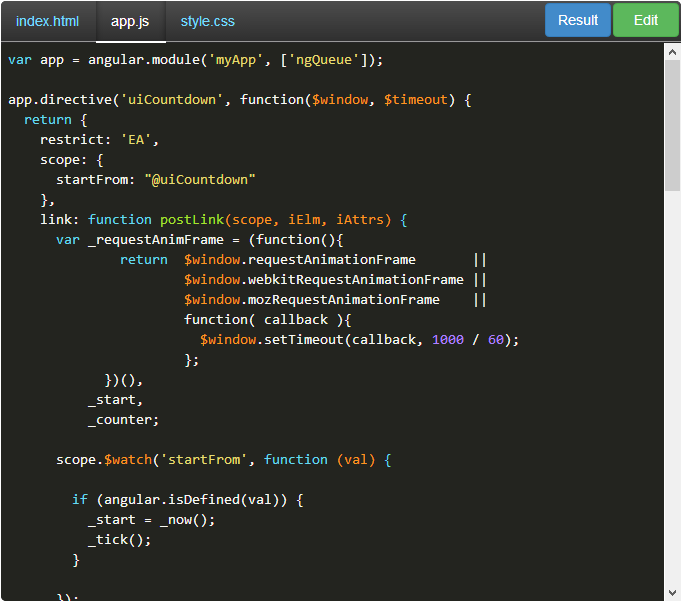 index.html app.js style.css Result Edit
var app = angular.module('myApp', ['ngQueue']);
app.directive('uiCountdown', function($window, $timeout) {
return {
restrict: 'EA',
scope: {
startFrom: "@uiCountdown"
},
link: function postLink(scope, iElm, iAttrs) {
var _requestAnimFrame = (function(){
return $window.requestAnimationFrame ||
$window.webkitRequestAnimationFrame ||
$window.mozRequestAnimationFrame ||
function( callback ){
$window.setTimeout(callback, 1000 / 60);
};
})(),
_start,
_counter;
scope.$watch('startFrom', function (val) {
if (angular.isDefined(val)) {
_start = _now();
_tick();
}
});